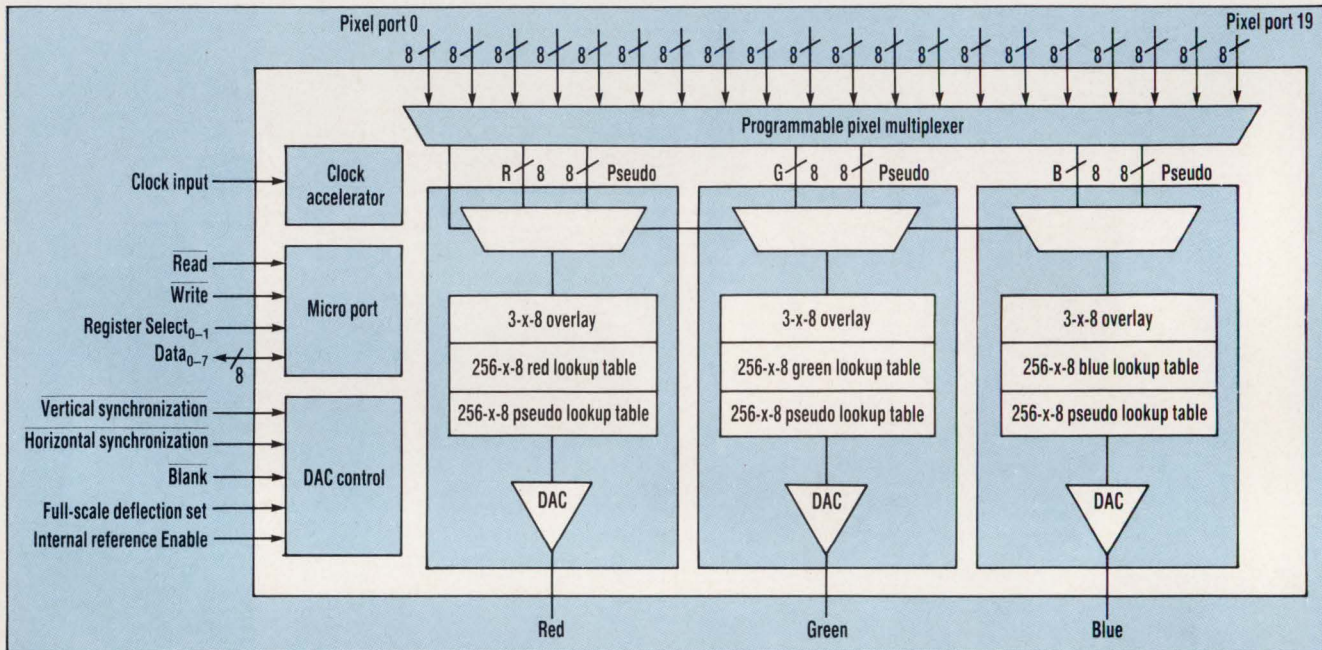 Pixel port 0 Pixel port 19
8 8 8 8 8 8 8 8 8 8 8 8 8 8 8 8 8 8 8 8
Programmable pixel multiplexer
R 8 8 Pseudo G 8 8 Pseudo B 8 8 Pseudo
Clock input
Clock
accelerator
Read
Write
Register Select0–1
Data0–7
8
Micro port
Vertical synchronization
Horizontal synchronization
Blank
Full-scale deflection set
Internal reference Enable
DAC control
3-x-8 overlay
256-x-8 red lookup table
256-x-8 pseudo lookup table
DAC
Red
3-x-8 overlay
256-x-8 green lookup table
256-x-8 pseudo lookup table
DAC
Green
3-x-8 overlay
256-x-8 blue lookup table
256-x-8 pseudo lookup table
DAC
Blue